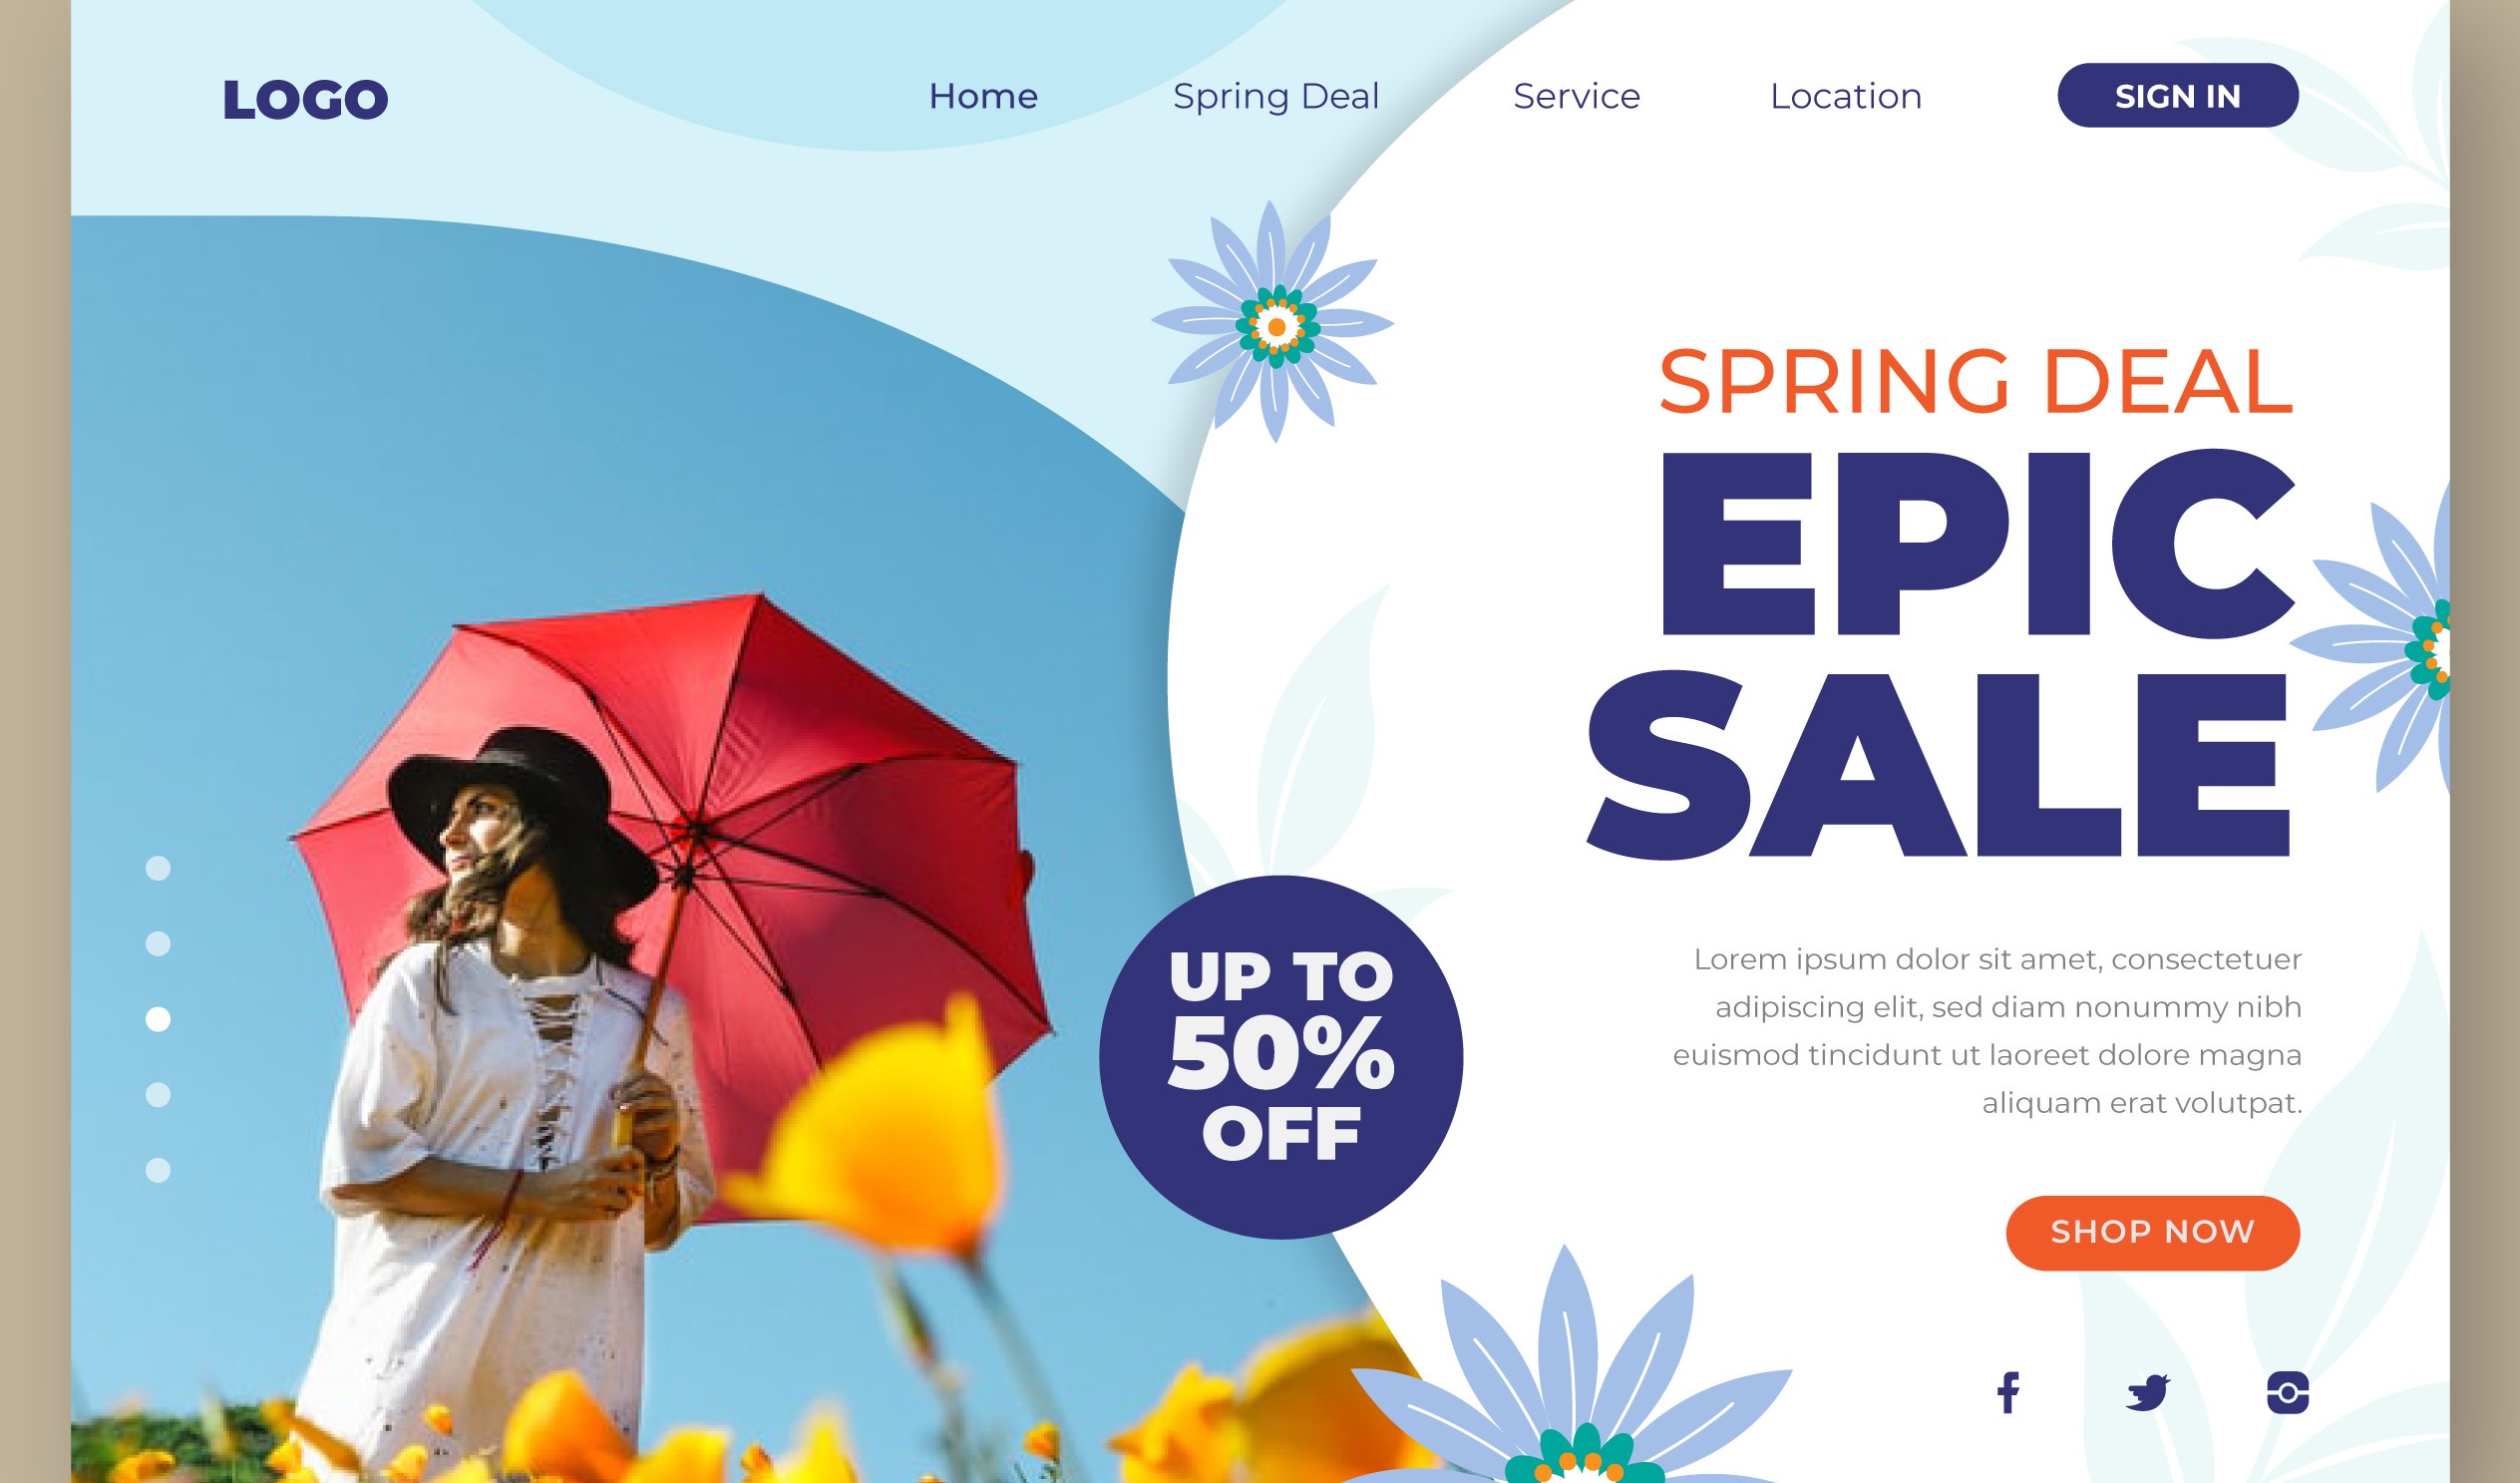 LOGO
Home
Spring Deal
Service
Location
SIGN IN
SPRING DEAL
EPIC
SALE
UP TO
50%
OFF
Lorem ipsum dolor sit amet, consectetuer
adipiscing elit, sed diam nonummy nibh
euismod tincidunt ut laoreet dolore magna
aliquam erat volutpat.
SHOP NOW